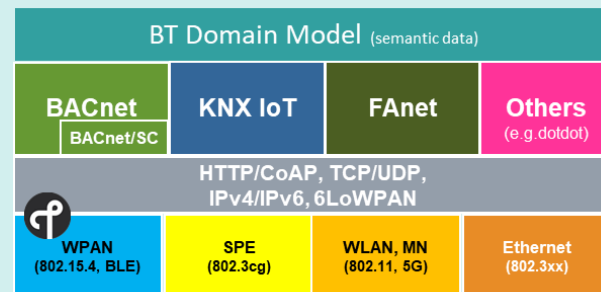 BT Domain Model (semantic data)
BACnet
BACnet/SC
KNX IoT
FAnet
Others
(e.g.dotdot)
HTTP/CoAP, TCP/UDP,
IPv4/IPv6, 6LoWPAN
WPAN
(802.15.4, BLE)
SPE
(802.3cg)
WLAN, MN
(802.11, 5G)
Ethernet
(802.3xx)